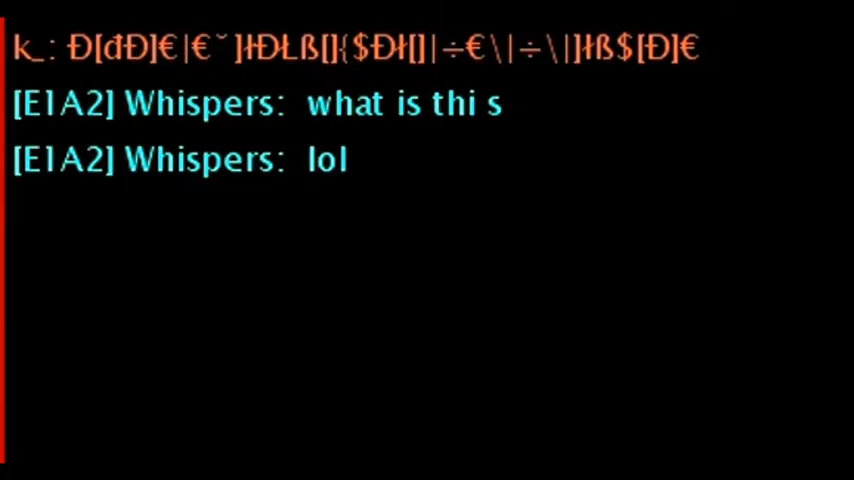 k_: Đ[đĐ]€|€˘]łĐŁß[]{$Đł[]|÷€\|÷\|]łß$[Đ]€
[E1A2] Whispers: what is thi s
[E1A2] Whispers: lol